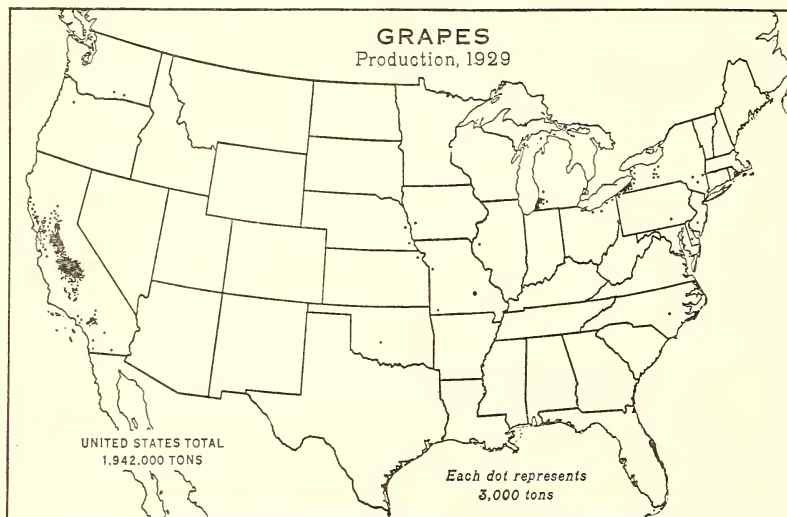 GRAPES
Production, 1929
UNITED STATES TOTAL
1,942,000 TONS
Each dot represents
3,000 tons